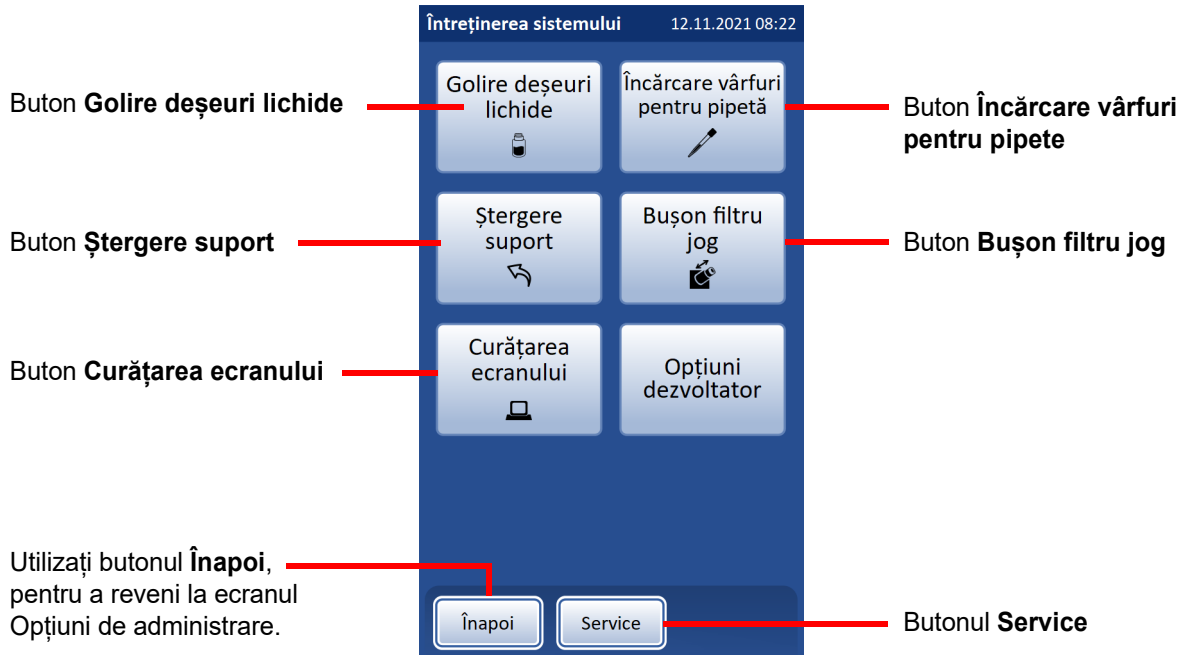 Întreținerea sistemului 12.11.2021 08:22
Buton Golire deșeuri lichide
Golire deșeuri
lichide
Încărcare vârfuri
pentru pipetă
Buton Încărcare vârfuri
pentru pipete
Buton Ștergere suport
Ștergere
suport
Bușon filtru
jog
Buton Bușon filtru jog
Buton Curățarea ecranului
Curățarea
ecranului
Opțiuni
dezvoltator
Utilizați butonul Înapoi,
pentru a reveni la ecranul
Opțiuni de administrare.
Înapoi
Service
Butonul Service